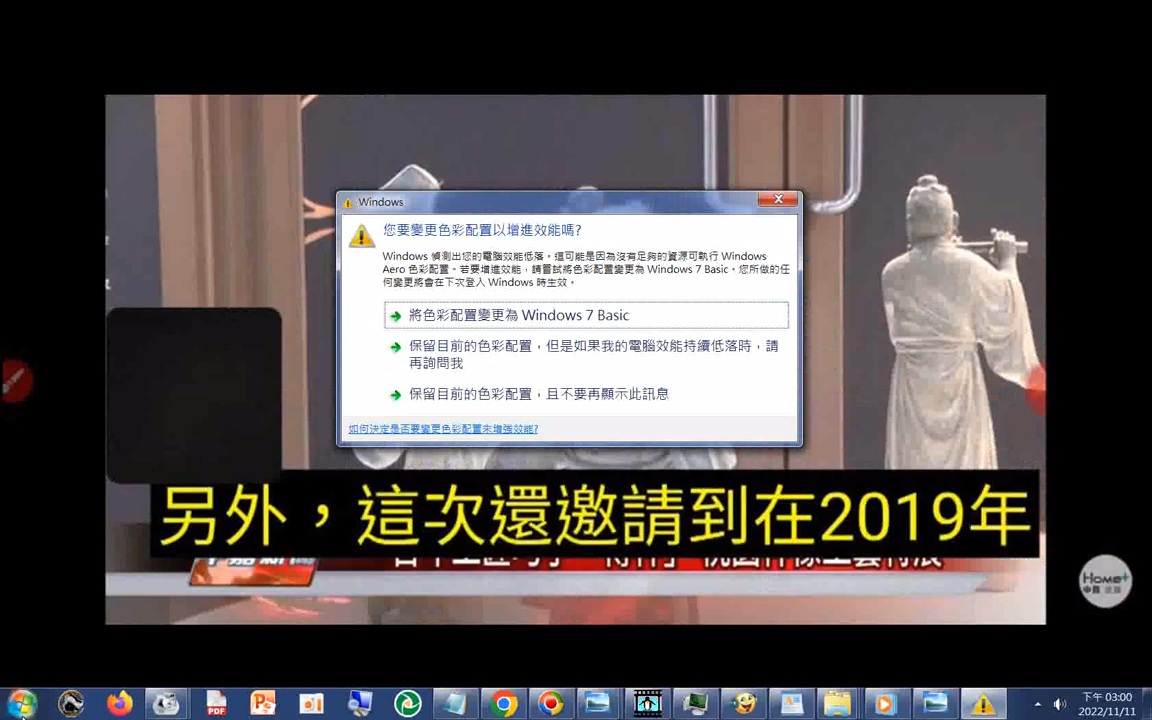 Windows
您要變更色彩配置以增進效能嗎?
Windows 偵測出您的電腦效能低落。這可能是因為沒有足夠的資源可執行 Windows
Aero 色彩配置。若要增進效能，請嘗試將色彩配置變更為 Windows 7 Basic。您所做的任
何變更將會在下次登入 Windows 時生效。
將色彩配置變更為 Windows 7 Basic
保留目前的色彩配置，但是如果我的電腦效能持續低落時，請
再詢問我
保留目前的色彩配置，且不要再顯示此訊息
如何決定是否要變更色彩配置來增強效能?
另外，這次還邀請到在2019年
Home+
中嘉
PDF
下午 03:00
2022/11/11